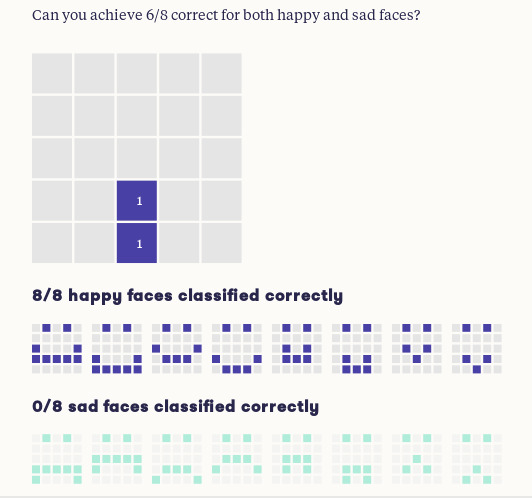 Can you achieve 6/8 correct for both happy and sad faces?
1
1
8/8 happy faces classified correctly
0/8 sad faces classified correctly